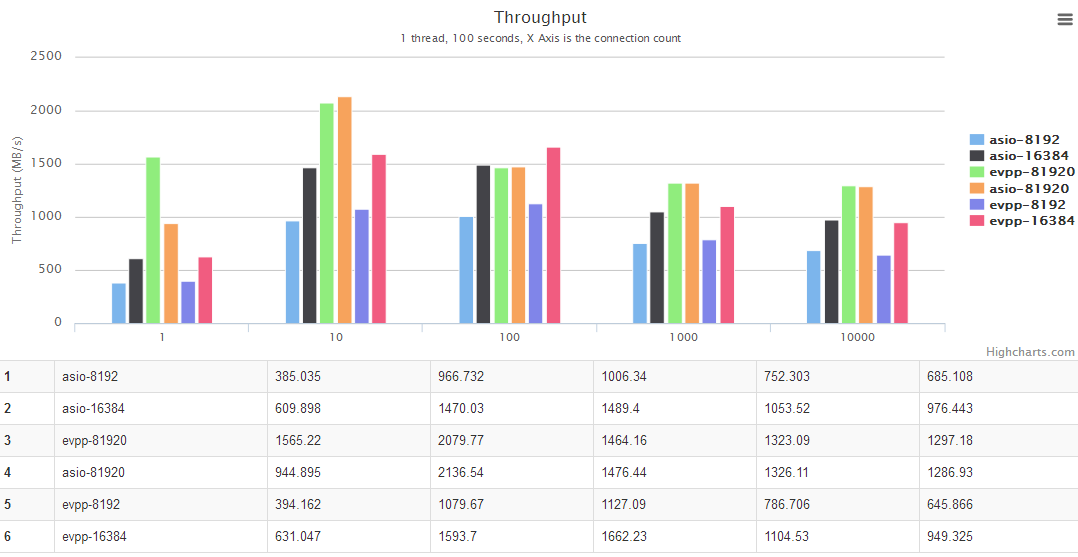 Throughput
1 thread, 100 seconds, X Axis is the connection count
Throughput (MB/s)
2500
2000
1500
1000
500
0
1 10 100 1000 10000
asio-8192
asio-16384
evpp-81920
asio-81920
evpp-8192
evpp-16384
Highcharts.com
1 asio-8192 385.035 966.732 1006.34 752.303 685.108
2 asio-16384 609.898 1470.03 1489.4 1053.52 976.443
3 evpp-81920 1565.22 2079.77 1464.16 1323.09 1297.18
4 asio-81920 944.895 2136.54 1476.44 1326.11 1286.93
5 evpp-8192 394.162 1079.67 1127.09 786.706 645.866
6 evpp-16384 631.047 1593.7 1662.23 1104.53 949.325